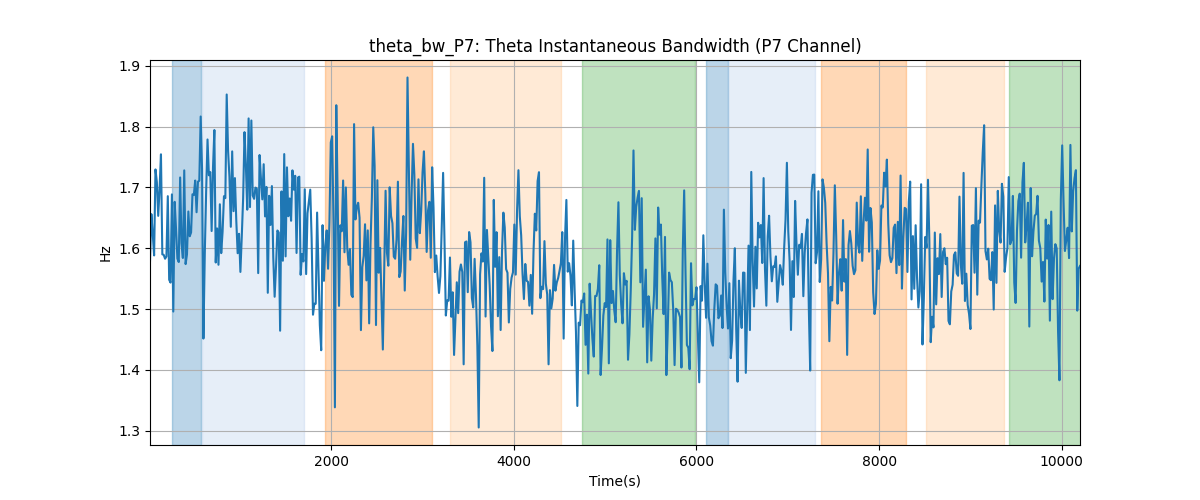 theta_bw_P7: Theta Instantaneous Bandwidth (P7 Channel)
1.9
1.8
1.7
1.6
1.5
1.4
1.3
Hz
2000 4000 6000 8000 10000
Time(s)